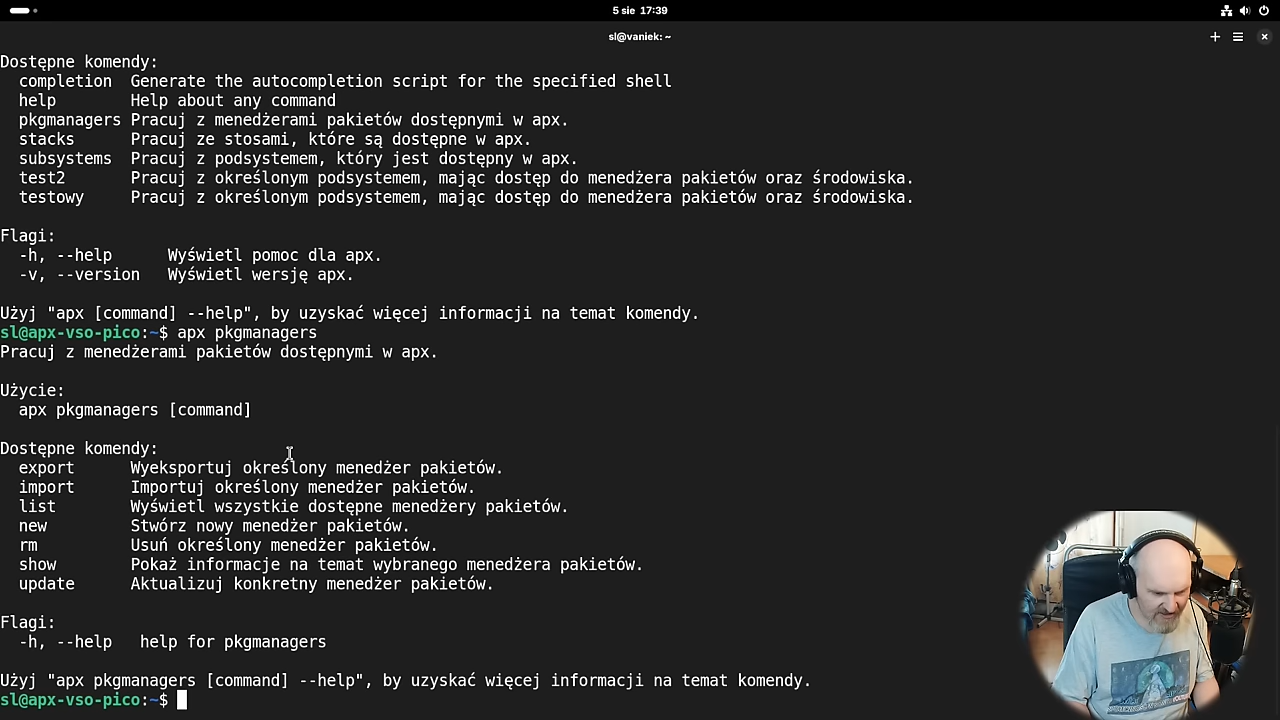 5 sie 17:39
sl@vaniek: ~
Dostępne komendy:
completion Generate the autocompletion script for the specified shell
help Help about any command
pkgmanagers Pracuj z menedżerami pakietów dostępnymi w apx.
stacks Pracuj ze stosami, które są dostępne w apx.
subsystems Pracuj z podsystemem, który jest dostępny w apx.
test2 Pracuj z określonym podsystemem, mając dostęp do menedżera pakietów oraz środowiska.
testowy Pracuj z określonym podsystemem, mając dostęp do menedżera pakietów oraz środowiska.
Flagi:
-h, --help Wyświetl pomoc dla apx.
-v, --version Wyświetl wersję apx.
Użyj "apx [command] --help", by uzyskać więcej informacji na temat komendy.
sl@apx-vso-pico:~$ apx pkgmanagers
Pracuj z menedżerami pakietów dostępnymi w apx.
Użycie:
apx pkgmanagers [command]
Dostępne komendy:
export Wyeksportuj określony menedżer pakietów.
import Importuj określony menedżer pakietów.
list Wyświetl wszystkie dostępne menedżery pakietów.
new Stwórz nowy menedżer pakietów.
rm Usuń określony menedżer pakietów.
show Pokaż informacje na temat wybranego menedżera pakietów.
update Aktualizuj konkretny menedżer pakietów.
Flagi:
-h, --help help for pkgmanagers
Użyj "apx pkgmanagers [command] --help", by uzyskać więcej informacji na temat komendy.
sl@apx-vso-pico:~$